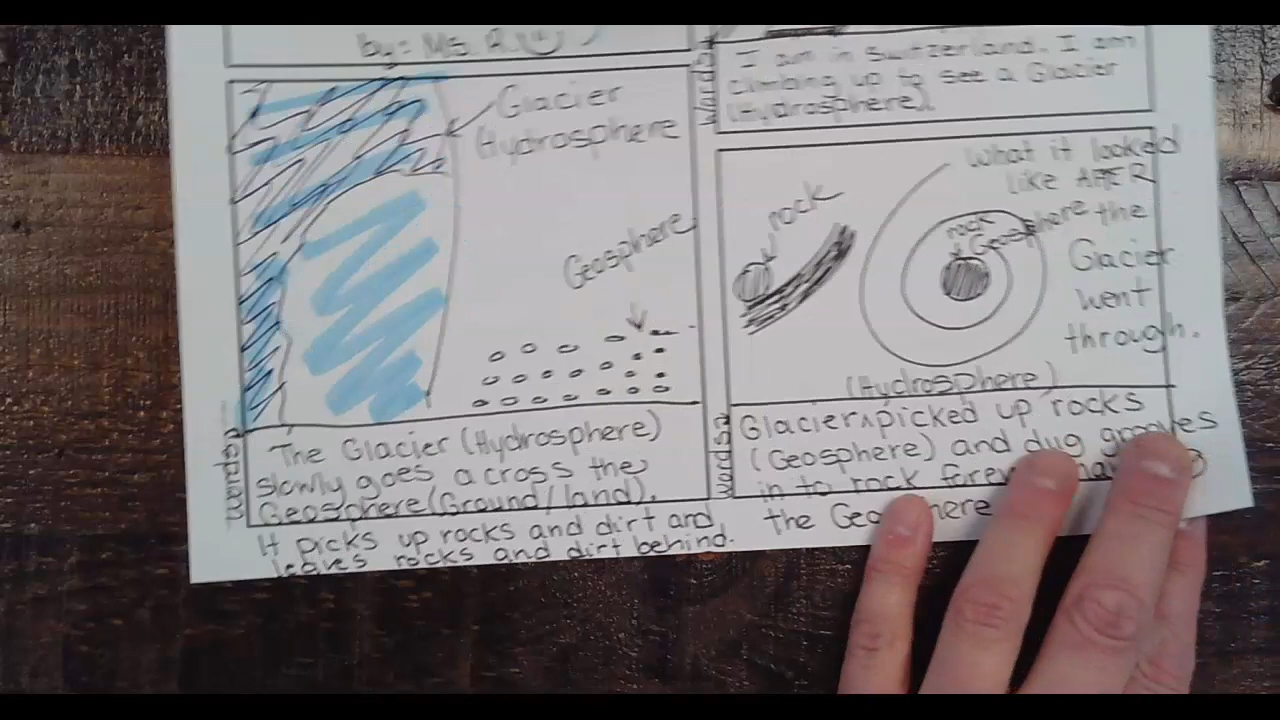 by: Ms. R.
I am in Switzerland. I am
climbing up to see a Glacier
(Hydrosphere).
words
Glacier
Hydrosphere
Geosphere
The Glacier (Hydrosphere)
slowly goes across the
Geosphere (Ground/land).
It picks up rocks and dirt and
leaves rocks and dirt behind.
rock
What it looked
like AFTER
the
Glacier
went
through.
rock
Geosphere
words
(Hydrosphere)
Glacier ^ picked up rocks
(Geosphere) and dug grooves
in to rock
the